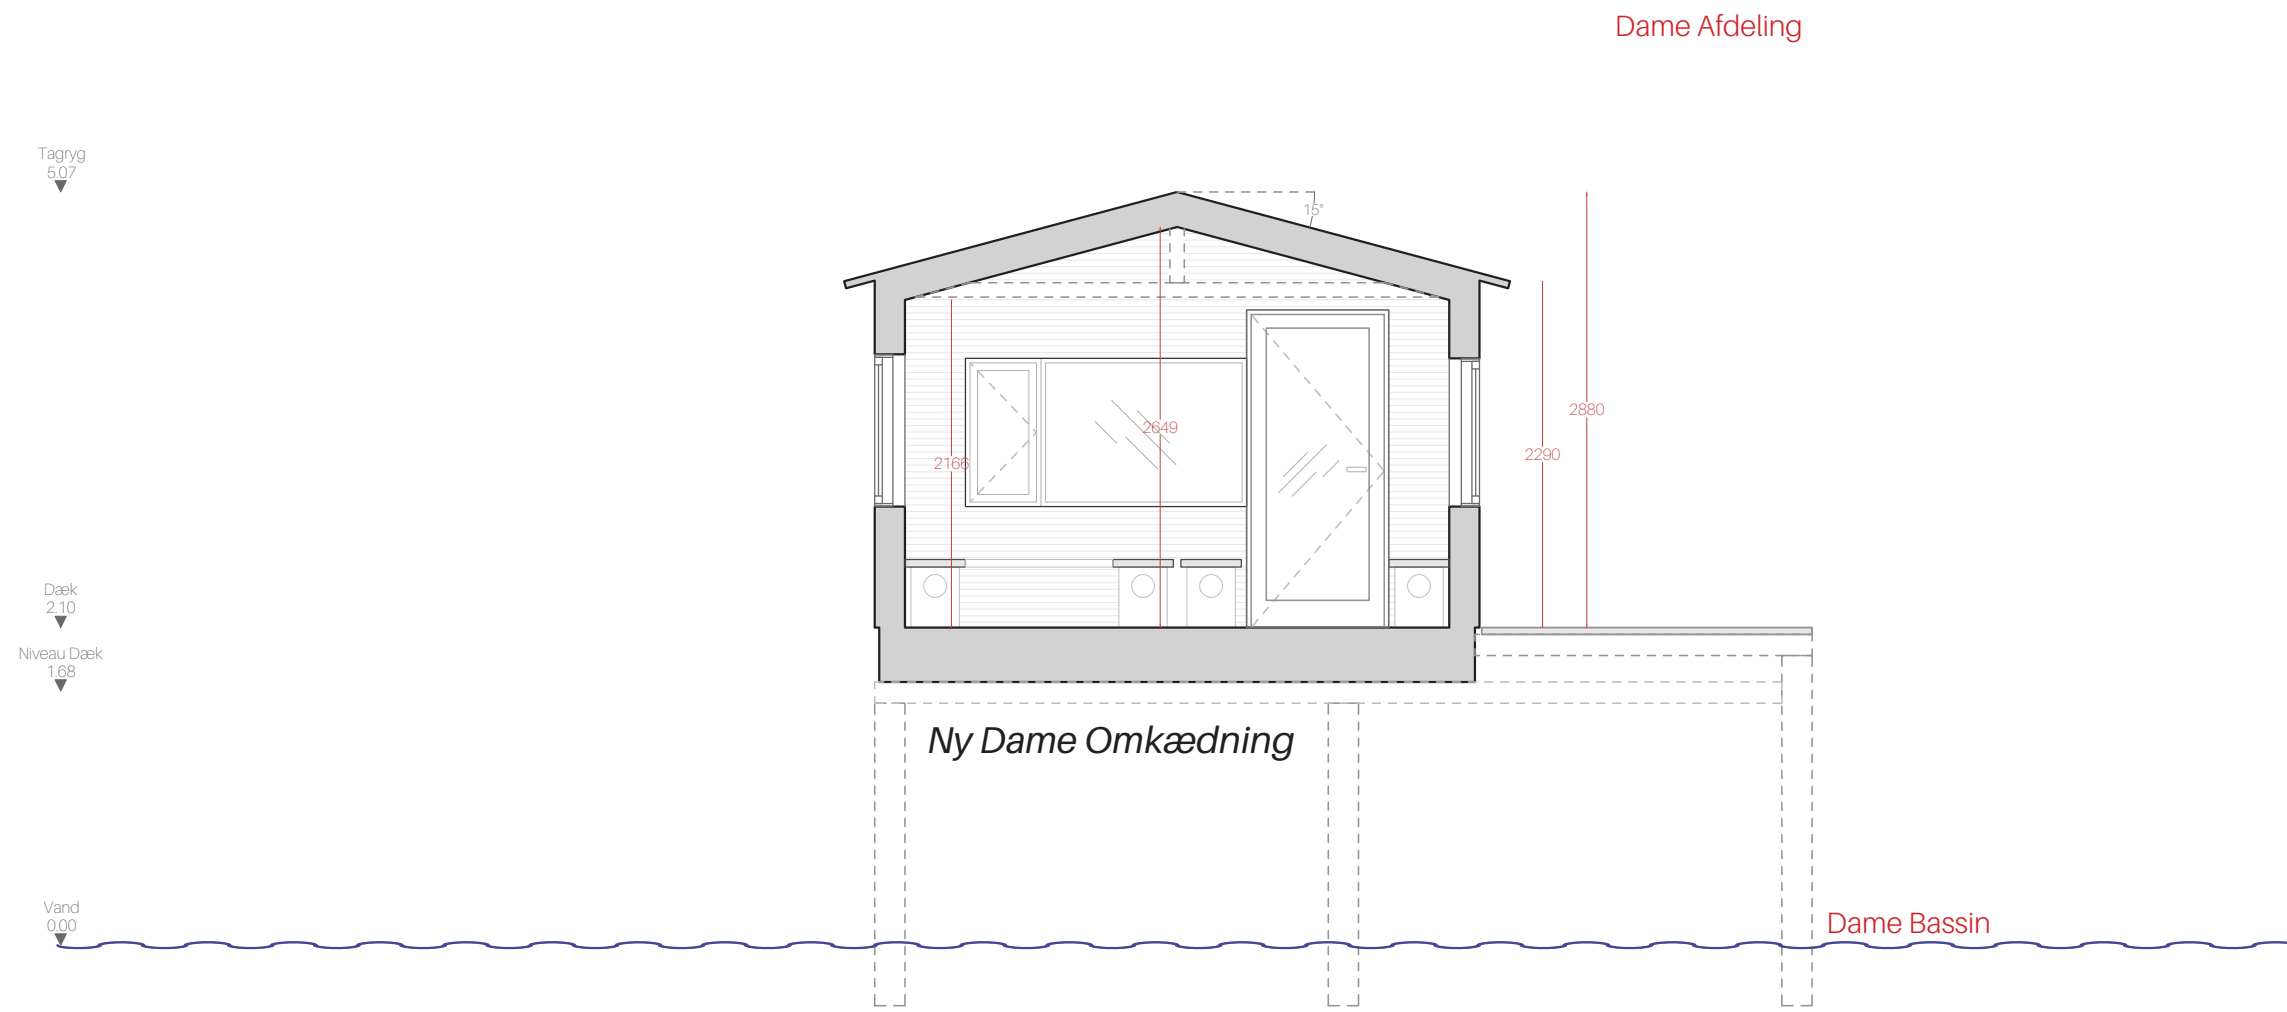 Dame Afdeling
Tagryg
5.07
15°
2880
2649
2290
2166
Dæk
2.10
Niveau Dæk
1.68
Ny Dame Omkædning
Vand
0.00
Dame Bassin